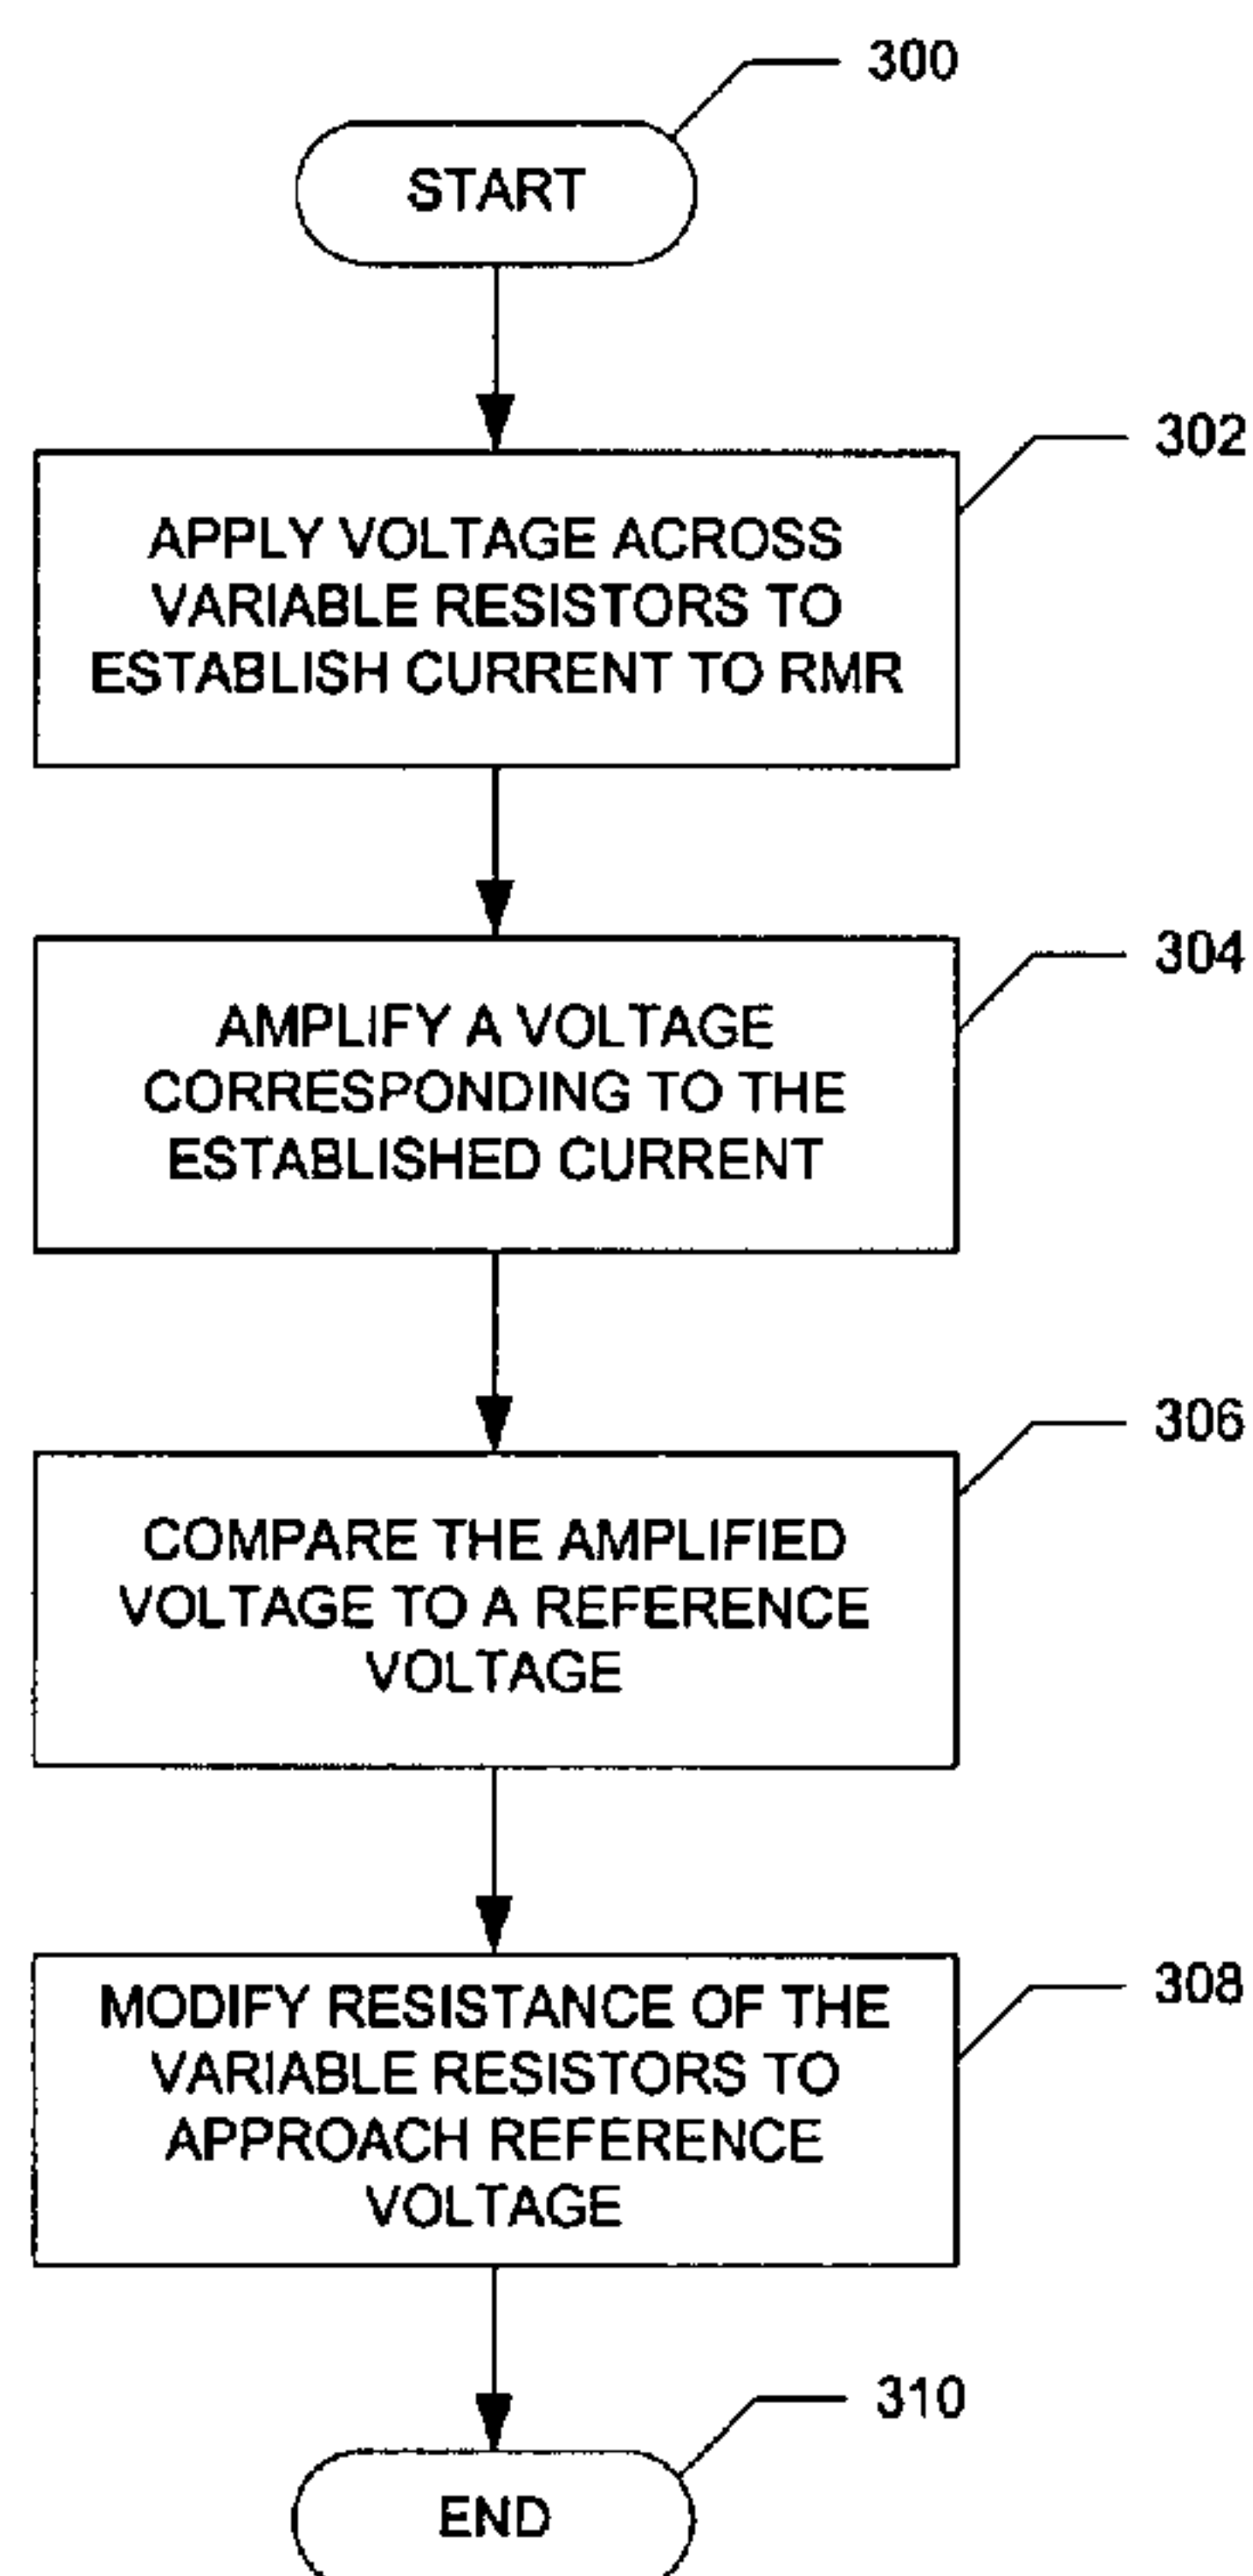 300
START
302
APPLY VOLTAGE ACROSS
VARIABLE RESISTORS TO
ESTABLISH CURRENT TO RMR
304
AMPLIFY A VOLTAGE
CORRESPONDING TO THE
ESTABLISHED CURRENT
306
COMPARE THE AMPLIFIED
VOLTAGE TO A REFERENCE
VOLTAGE
308
MODIFY RESISTANCE OF THE
VARIABLE RESISTORS TO
APPROACH REFERENCE
VOLTAGE
310
END